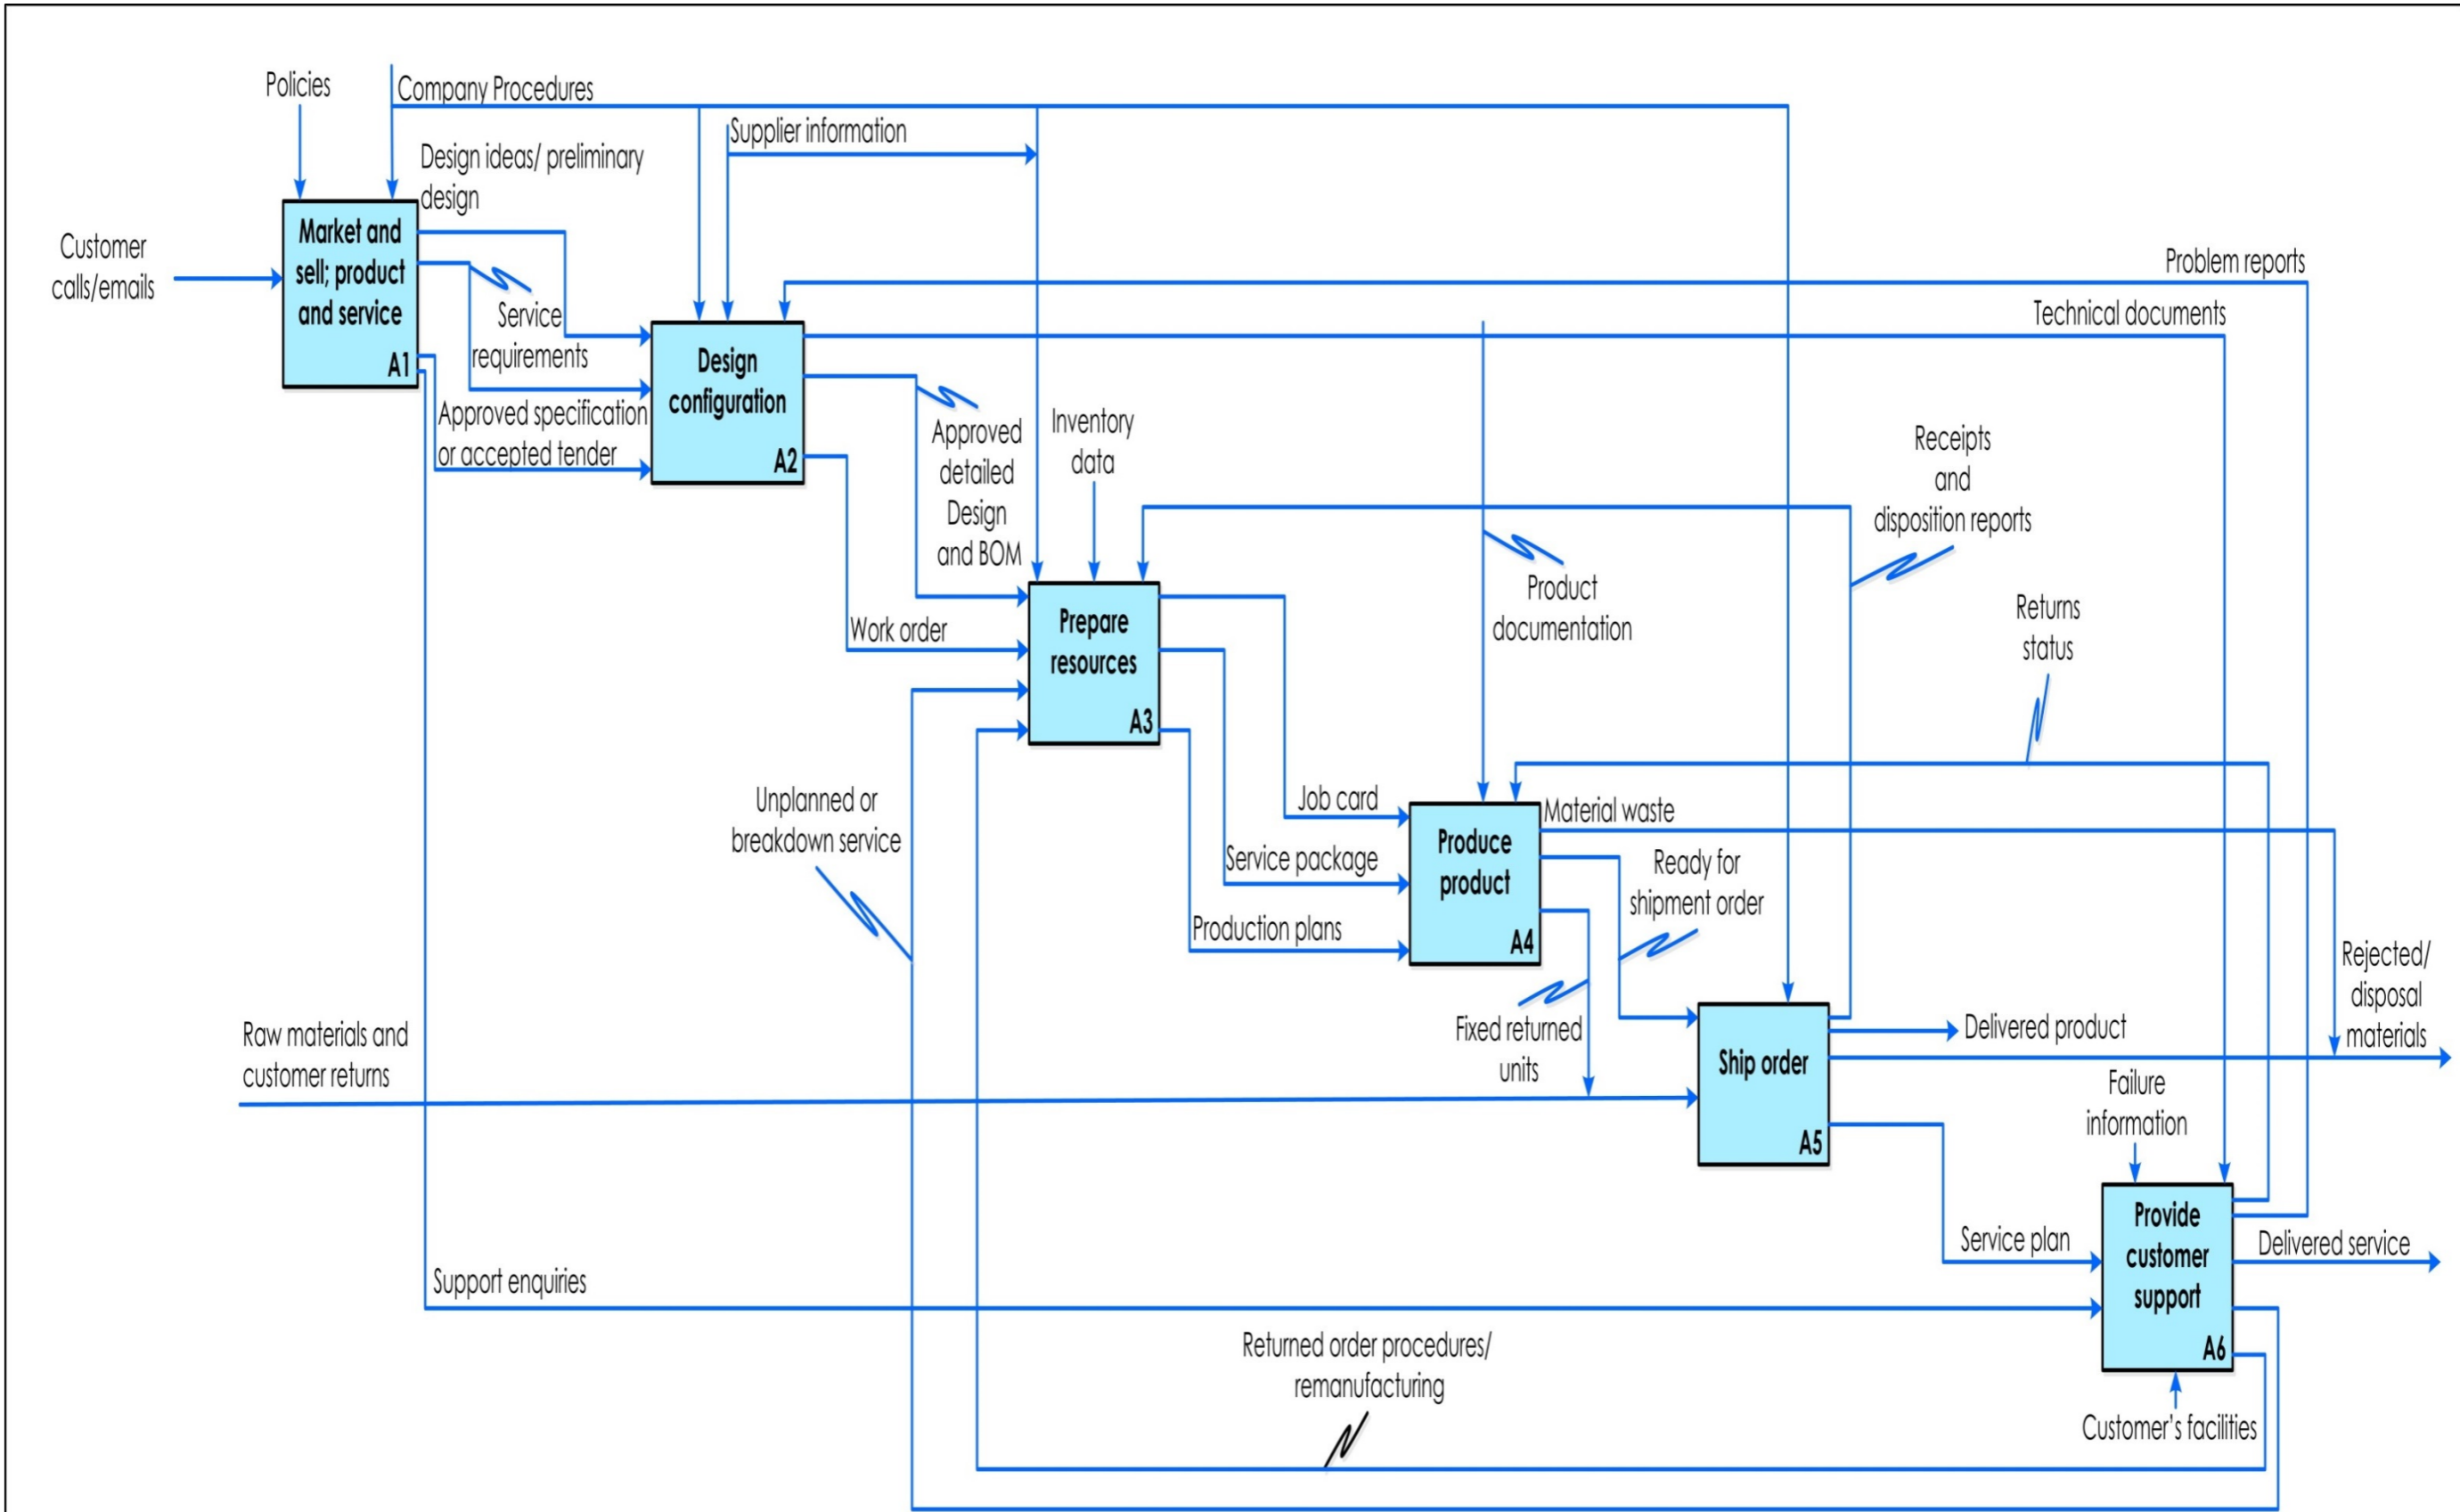 Policies
Company Procedures
Supplier information
Design ideas/ preliminary
design
Customer
calls/emails
Market and
sell; product
and service
A1
Service
requirements
Approved specification
or accepted tender
Problem reports
Technical documents
Design
configuration
A2
Approved
detailed
Design
and BOM
Inventory
data
Receipts
and
disposition reports
Product
documentation
Returns
status
Work order
Prepare
resources
A3
Unplanned or
breakdown service
Job card
Service package
Production plans
Material waste
Produce
product
A4
Ready for
shipment order
Fixed returned
units
Rejected/
disposal
materials
Raw materials and
customer returns
Ship order
A5
Delivered product
Failure
information
Service plan
Provide
customer
support
A6
Delivered service
Support enquiries
Returned order procedures/
remanufacturing
Customer's facilities